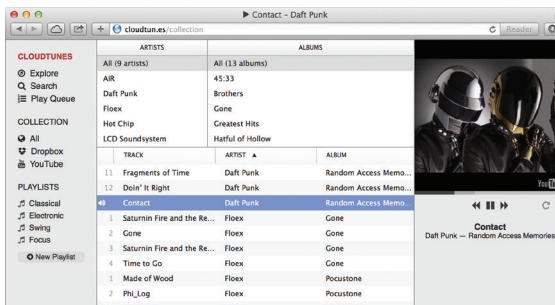 ▶ Contact - Daft Punk
cloudtun.es/collection
Reader
CLOUDTUNES
Explore
Search
Play Queue
COLLECTION
All
Dropbox
YouTube
PLAYLISTS
Classical
Electronic
Swing
Focus
New Playlist
ARTISTS ALBUMS
All (9 artists) All (13 albums)
AIR 45:33
Daft Punk Brothers
Floex Gone
Hot Chip Greatest Hits
LCD Soundsystem Hatful of Hollow
TRACK ARTIST ▲ ALBUM
11 Fragments of Time Daft Punk Random Access Memo...
12 Doin' It Right Daft Punk Random Access Memo...
Contact Daft Punk Random Access Memo...
1 Saturnin Fire and the Re... Floex Gone
2 Gone Floex Gone
3 Saturnin Fire and the Re... Floex Gone
4 Time to Go Floex Gone
1 Made of Wood Floex Pocustone
2 Phi_Log Floex Pocustone
You
Contact
Daft Punk — Random Access Memories